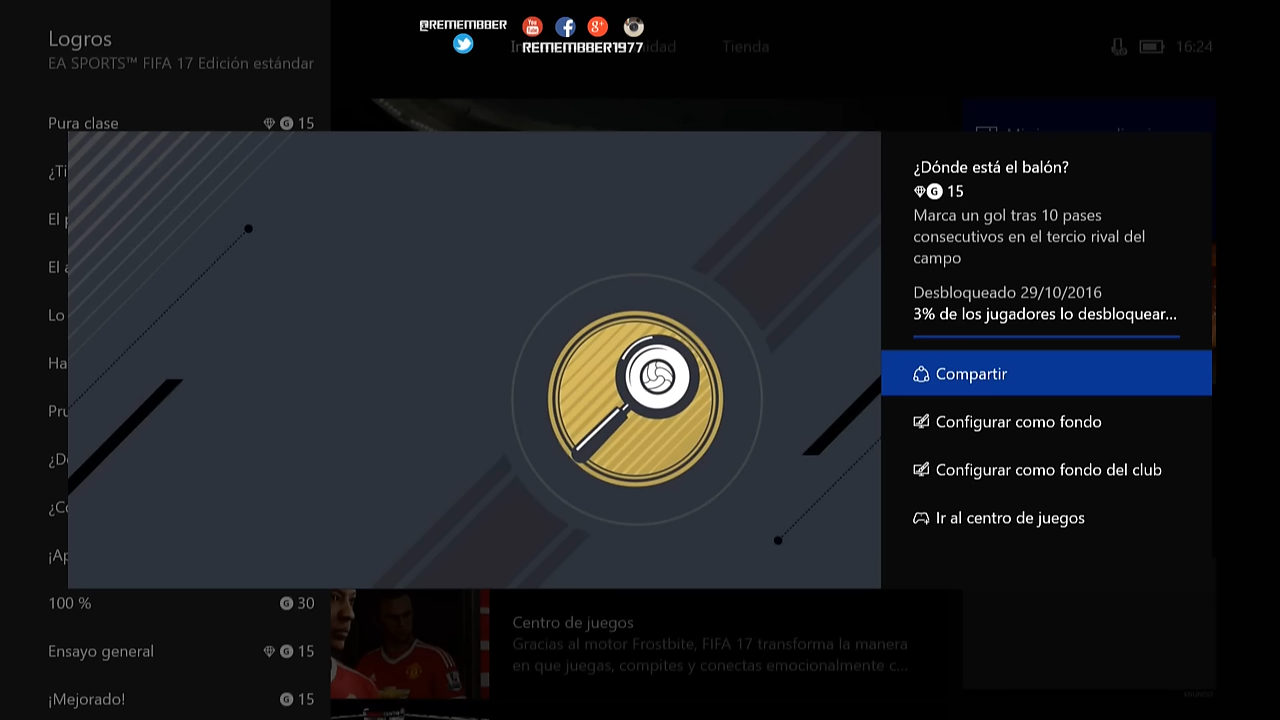 Logros
EA SPORTS™ FIFA 17 Edición estándar
@REMEMBBER
REMEMBBER1977
Tienda
16:24
Pura clase 15
¿Dónde está el balón?
15
Marca un gol tras 10 pases
consecutivos en el tercio rival del
campo
Desbloqueado 29/10/2016
3% de los jugadores lo desbloquear...
Compartir
Configurar como fondo
Configurar como fondo del club
Ir al centro de juegos
El
El
Lo
100 % 30
Ensayo general 15
¡Mejorado! 15
Centro de juegos
Gracias al motor Frostbite, FIFA 17 transforma la manera
en que juegas, compites y conectas emocionalmente c...